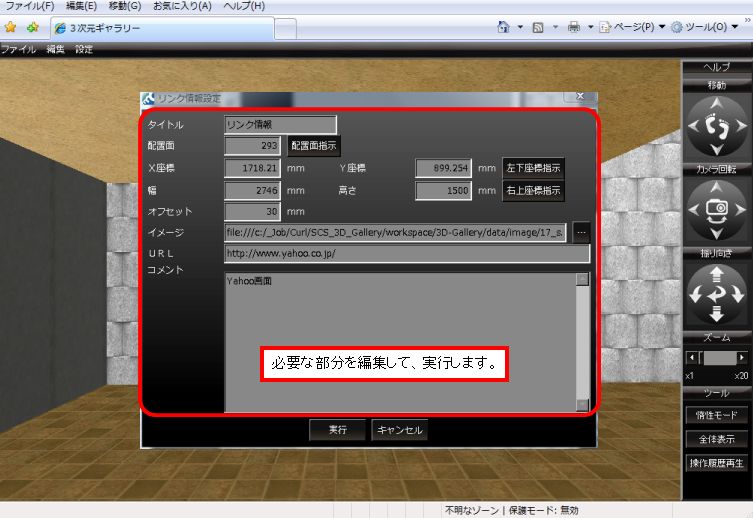 ファイル(F) 編集(E) 移動(G) お気に入り(A) ヘルプ(H)
3次元ギャラリー
ページ(P) ツール(O)
ファイル 編集 設定
ヘルプ
移動
カメラ回転
振り向き
ズーム
x1 x20
ツール
惰性モード
全体表示
操作履歴再生
リンク情報設定
タイトル リンク情報
配置面 293 配置面指示
X座標 1718.21 mm Y座標 899.254 mm 左下座標指示
幅 2746 mm 高さ 1500 mm 右上座標指示
オフセット 30 mm
イメージ file:///c:/_Job/Curl/SCS_3D_Gallery/workspace/3D-Gallery/data/image/17_s. ...
URL http://www.yahoo.co.jp/
コメント Yahoo画面
必要な部分を編集して、実行します。
実行 キャンセル
不明なゾーン | 保護モード: 無効